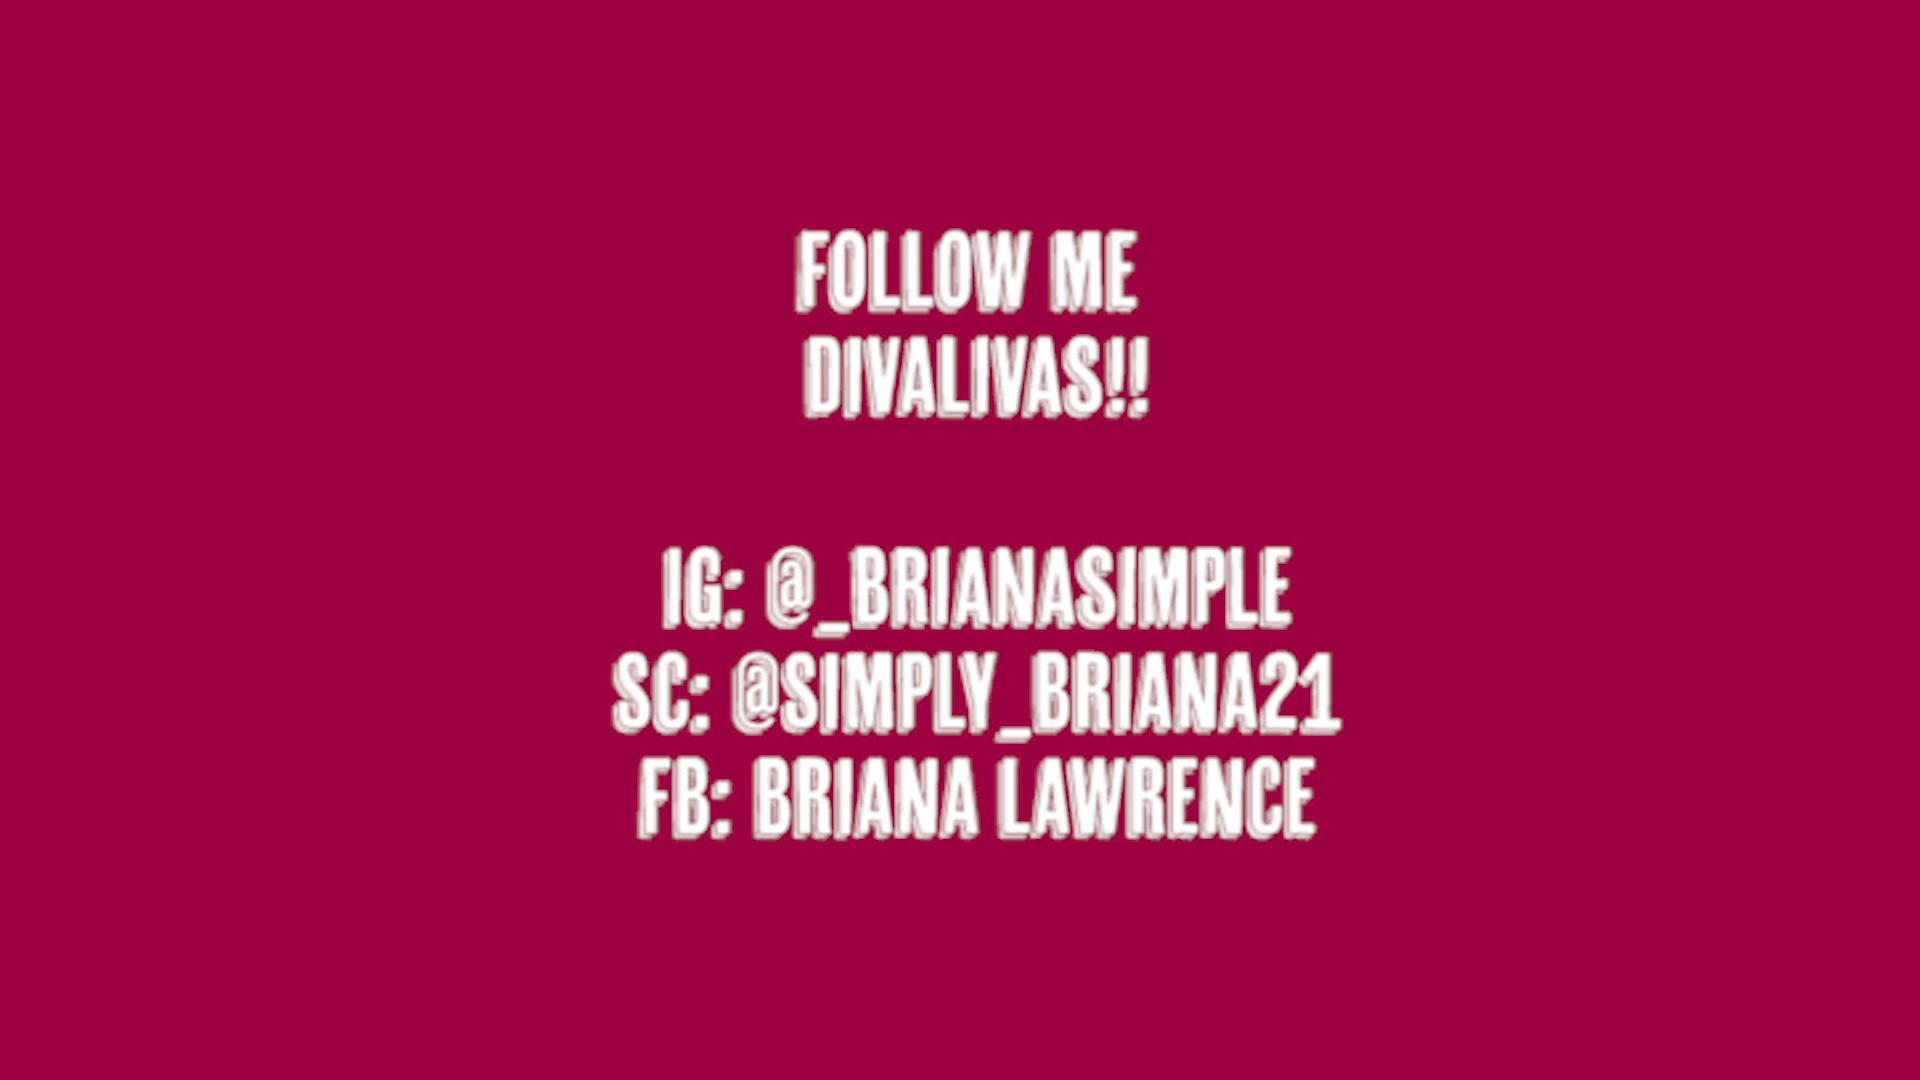 FOLLOW ME
DIVALIVAS!!
IG: @_BRIANASIMPLE
SC: @SIMPLY_BRIANA21
FB: BRIANA LAWRENCE